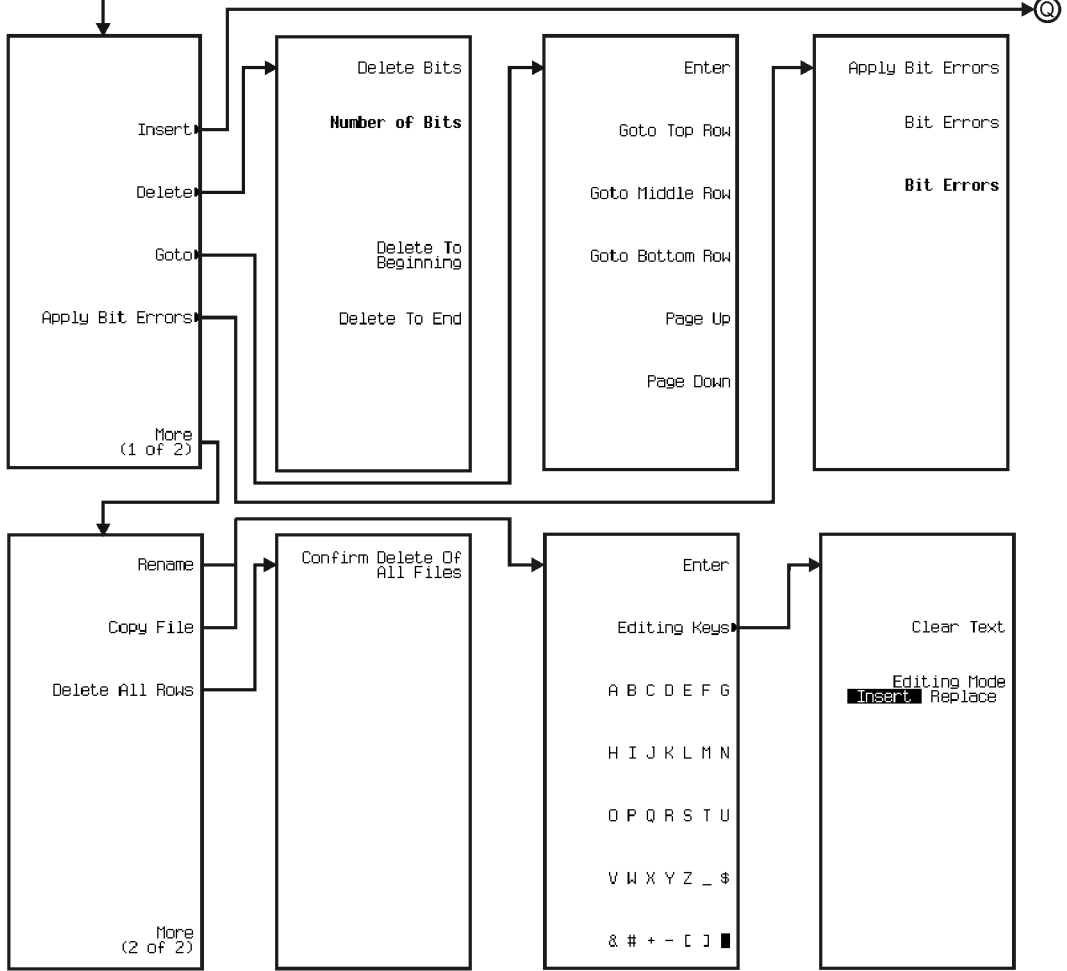 Q
Insert
Delete
Goto
Apply Bit Errors
More
(1 of 2)
Delete Bits
Number of Bits
Delete To
Beginning
Delete To End
Enter
Goto Top Row
Goto Middle Row
Goto Bottom Row
Page Up
Page Down
Apply Bit Errors
Bit Errors
Bit Errors
Rename
Copy File
Delete All Rows
More
(2 of 2)
Confirm Delete Of
All Files
Enter
Editing Keys
A B C D E F G
H I J K L M N
O P Q R S T U
V W X Y Z _ $
& # + - [ ] █
Clear Text
Editing Mode
Insert Replace